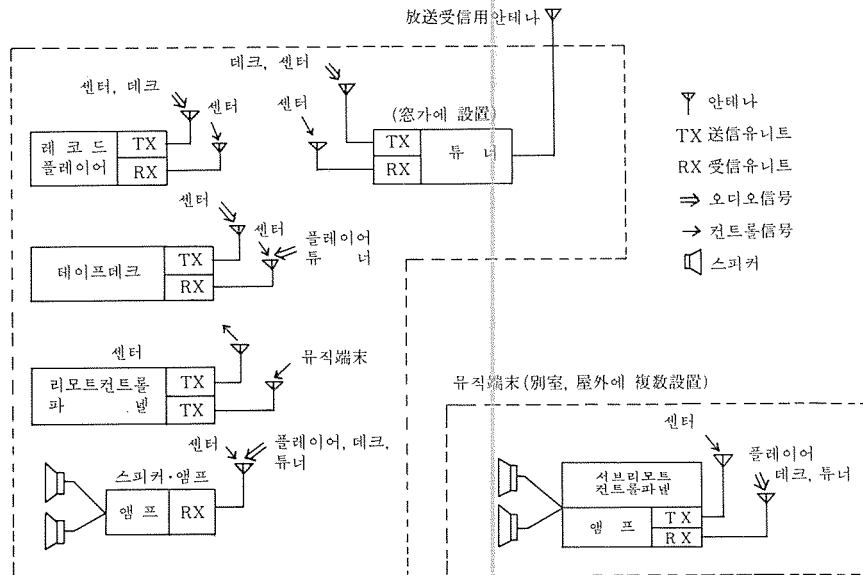 放送受信用안테나
데크, 센터
센터, 데크
센터
센터
(窓가에 設置)
레 코 드
플레이어
TX
RX
TX
RX
튜 너
안테나
TX 送信유니트
RX 受信유니트
오디오信号
컨트롤信号
스피커
센터
센터
플레이어
튜 너
테이프데크
TX
RX
센터
뮤직端末
리모트컨트롤
파 넬
TX
TX
뮤직端末(別室, 屋外에 複数設置)
센터
플레이어, 데크,
튜너
스피커·앰프
앰 프
RX
센터
플레이어
데크, 튜너
서브리모트
컨트롤파넬
앰 프
TX
RX